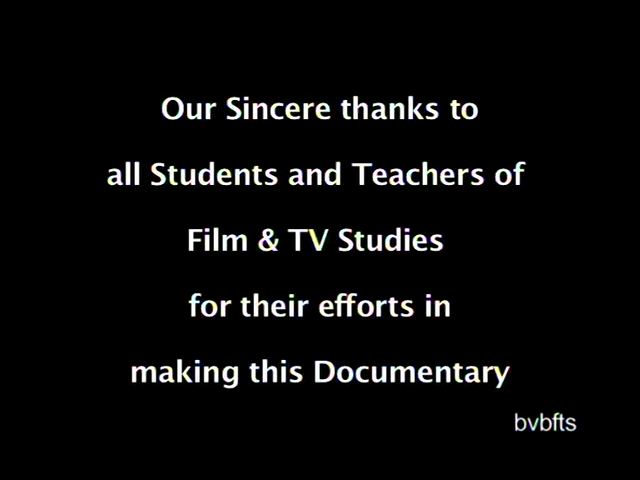 Our Sincere thanks to
all Students and Teachers of
Film & TV Studies
for their efforts in
making this Documentary
bvbfts